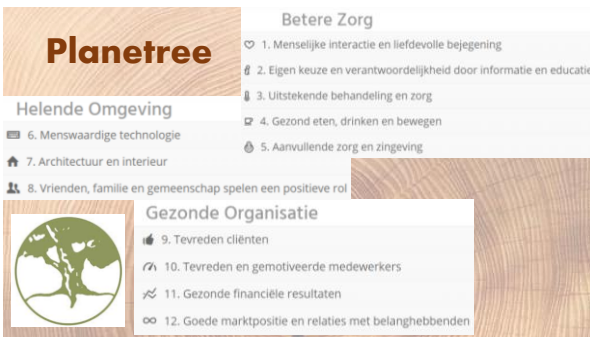 Planetree
Betere Zorg
1. Menselijke interactie en liefdevolle bejegening
2. Eigen keuze en verantwoordelijkheid door informatie en educatie
3. Uitstekende behandeling en zorg
4. Gezond eten, drinken en bewegen
5. Aanvullende zorg en zingeving
Helende Omgeving
6. Menswaardige technologie
7. Architectuur en interieur
8. Vrienden, familie en gemeenschap spelen een positieve rol
Gezonde Organisatie
9. Tevreden cliënten
10. Tevreden en gemotiveerde medewerkers
11. Gezonde financiële resultaten
12. Goede marktpositie en relaties met belanghebbenden